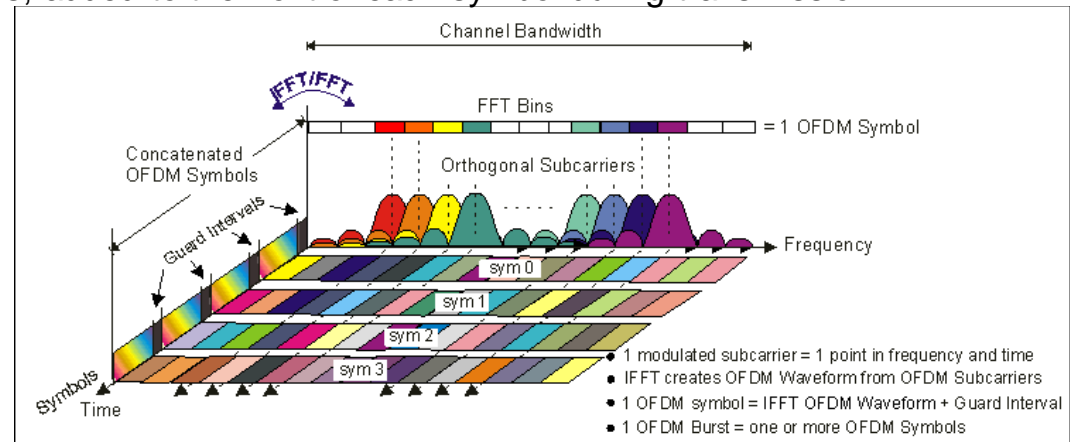 Channel Bandwidth
IFFT/FFT
FFT Bins
= 1 OFDM Symbol
Concatenated
OFDM Symbols
Orthogonal Subcarriers
Guard Intervals
Frequency
sym 0
sym 1
sym 2
sym 3
Symbols
Time
• 1 modulated subcarrier = 1 point in frequency and time
• IFFT creates OFDM Waveform from OFDM Subcarriers
• 1 OFDM symbol = IFFT OFDM Waveform + Guard Interval
• 1 OFDM Burst = one or more OFDM Symbols